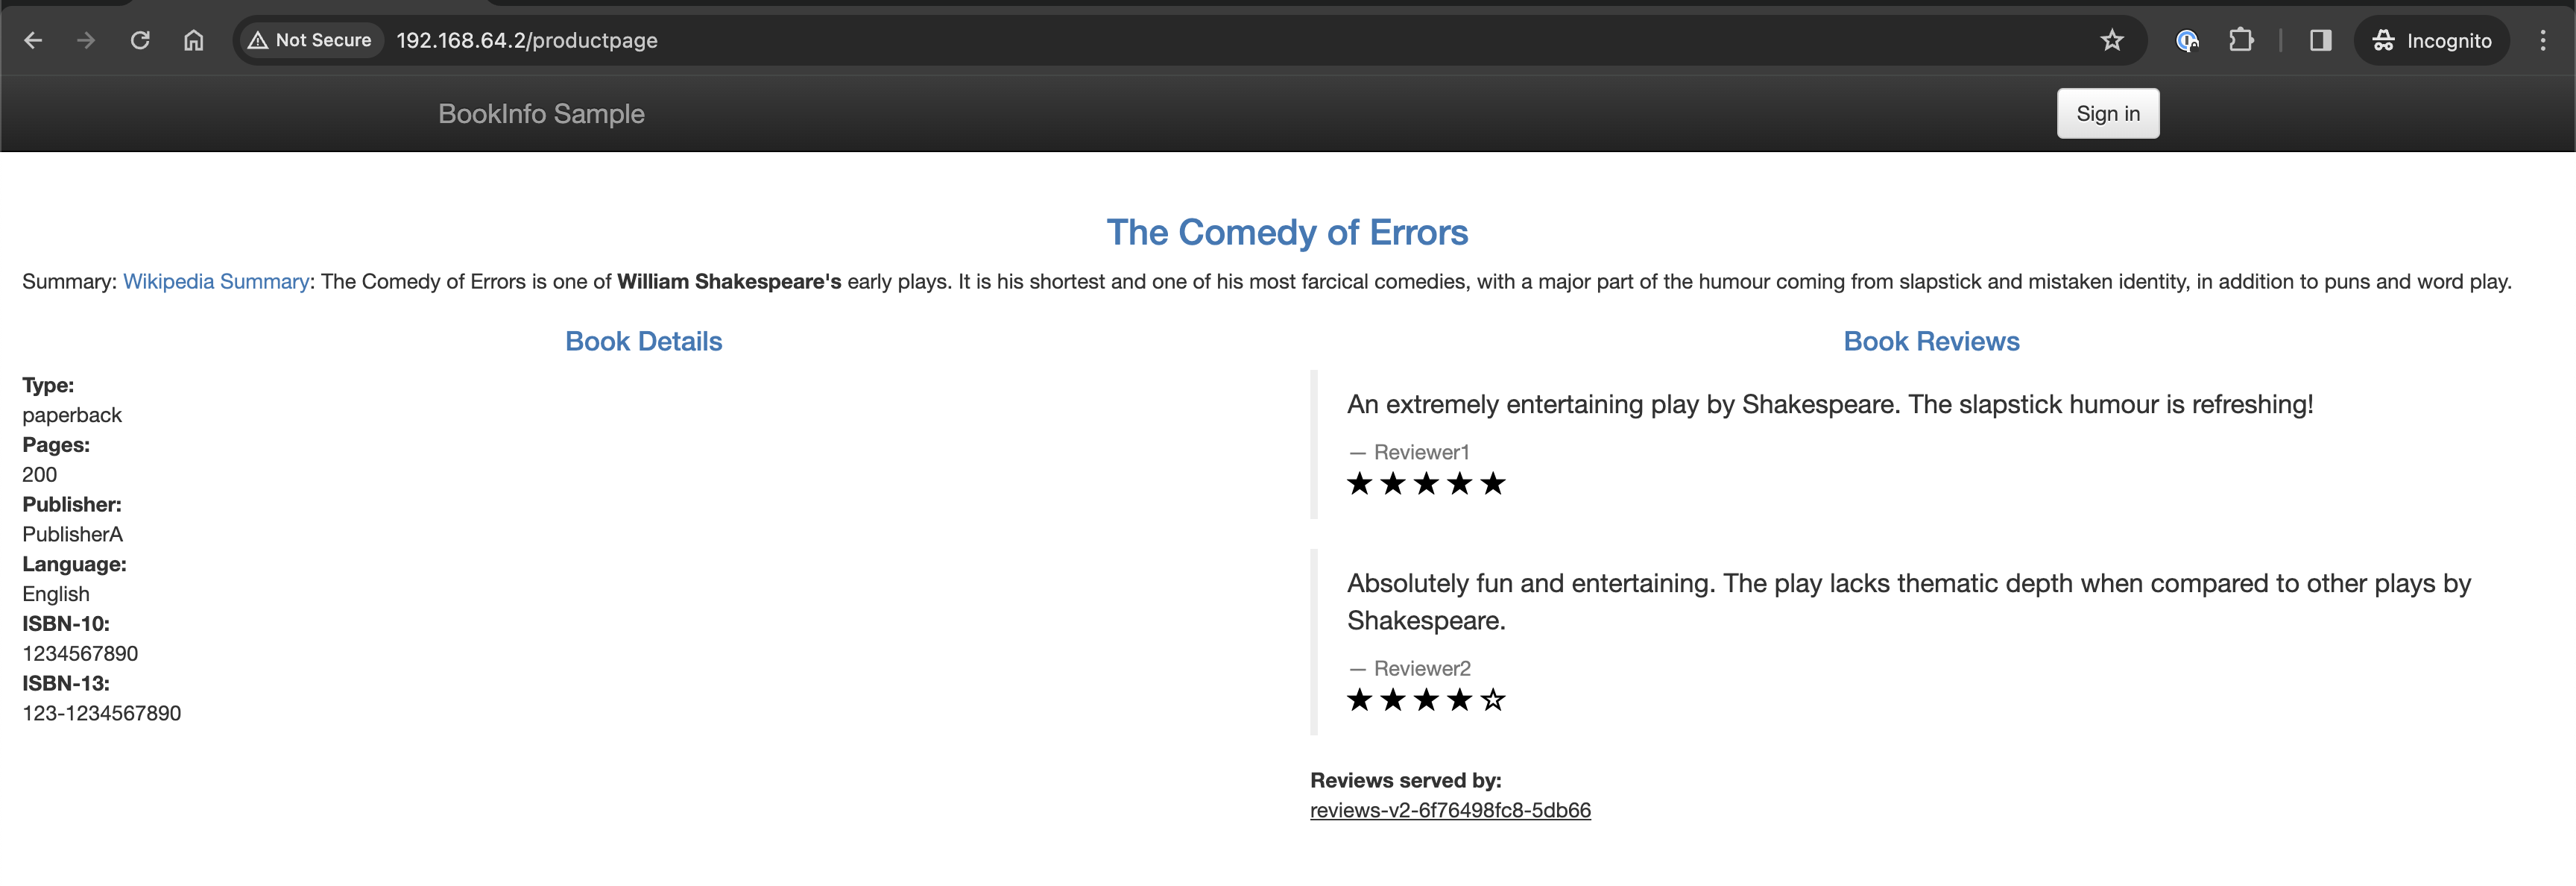 Not Secure 192.168.64.2/productpage Incognito
BookInfo Sample Sign in
The Comedy of Errors
Summary: Wikipedia Summary: The Comedy of Errors is one of William Shakespeare's early plays. It is his shortest and one of his most farcical comedies, with a major part of the humour coming from slapstick and mistaken identity, in addition to puns and word play.
Book Details
Type:
paperback
Pages:
200
Publisher:
PublisherA
Language:
English
ISBN-10:
1234567890
ISBN-13:
123-1234567890
Book Reviews
An extremely entertaining play by Shakespeare. The slapstick humour is refreshing!
— Reviewer1
Absolutely fun and entertaining. The play lacks thematic depth when compared to other plays by
Shakespeare.
— Reviewer2
Reviews served by:
reviews-v2-6f76498fc8-5db66